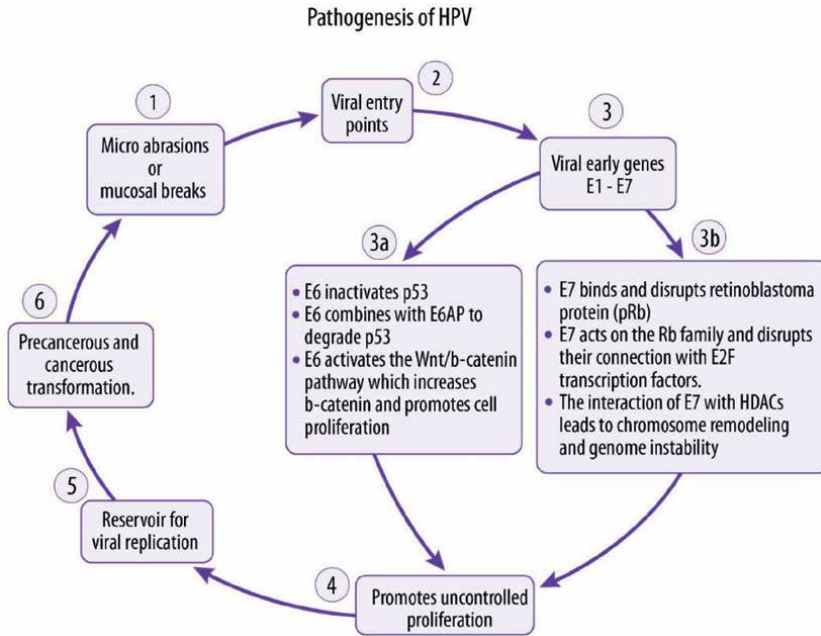 Pathogenesis of HPV
1
Micro abrasions
or
mucosal breaks
2
Viral entry
points
3
Viral early genes
E1 - E7
3a
• E6 inactivates p53
• E6 combines with E6AP to
degrade p53
• E6 activates the Wnt/b-catenin
pathway which increases
b-catenin and promotes cell
proliferation
3b
• E7 binds and disrupts retinoblastoma
protein (pRb)
• E7 acts on the Rb family and disrupts
their connection with E2F
transcription factors.
• The interaction of E7 with HDACs
leads to chromosome remodeling
and genome instability
4
Promotes uncontrolled
proliferation
5
Reservoir for
viral replication
6
Precancerous and
cancerous
transformation.